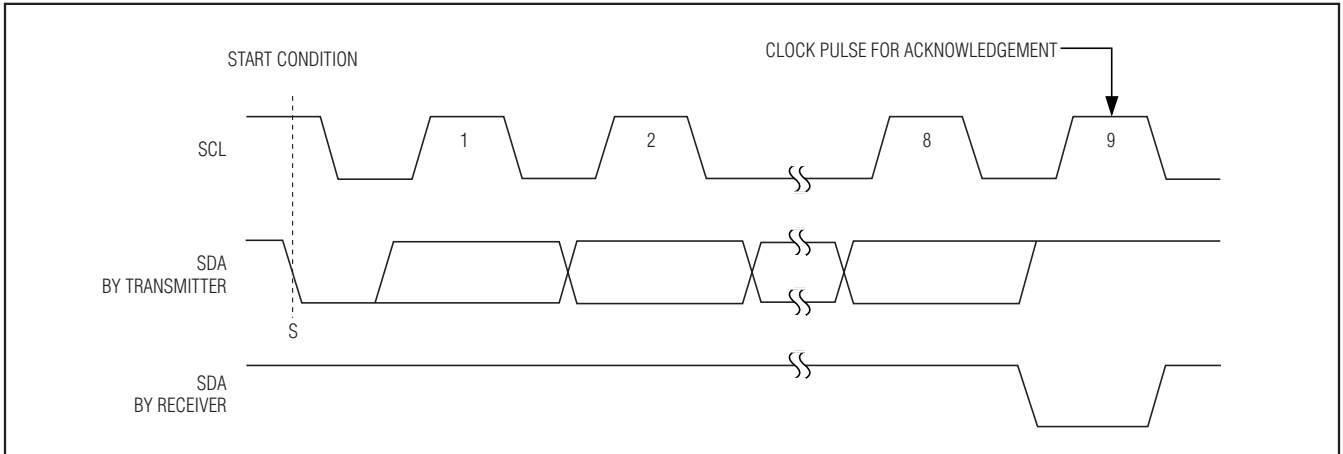 START CONDITION
CLOCK PULSE FOR ACKNOWLEDGEMENT
SCL
1
2
8
9
SDA
BY TRANSMITTER
S
SDA
BY RECEIVER